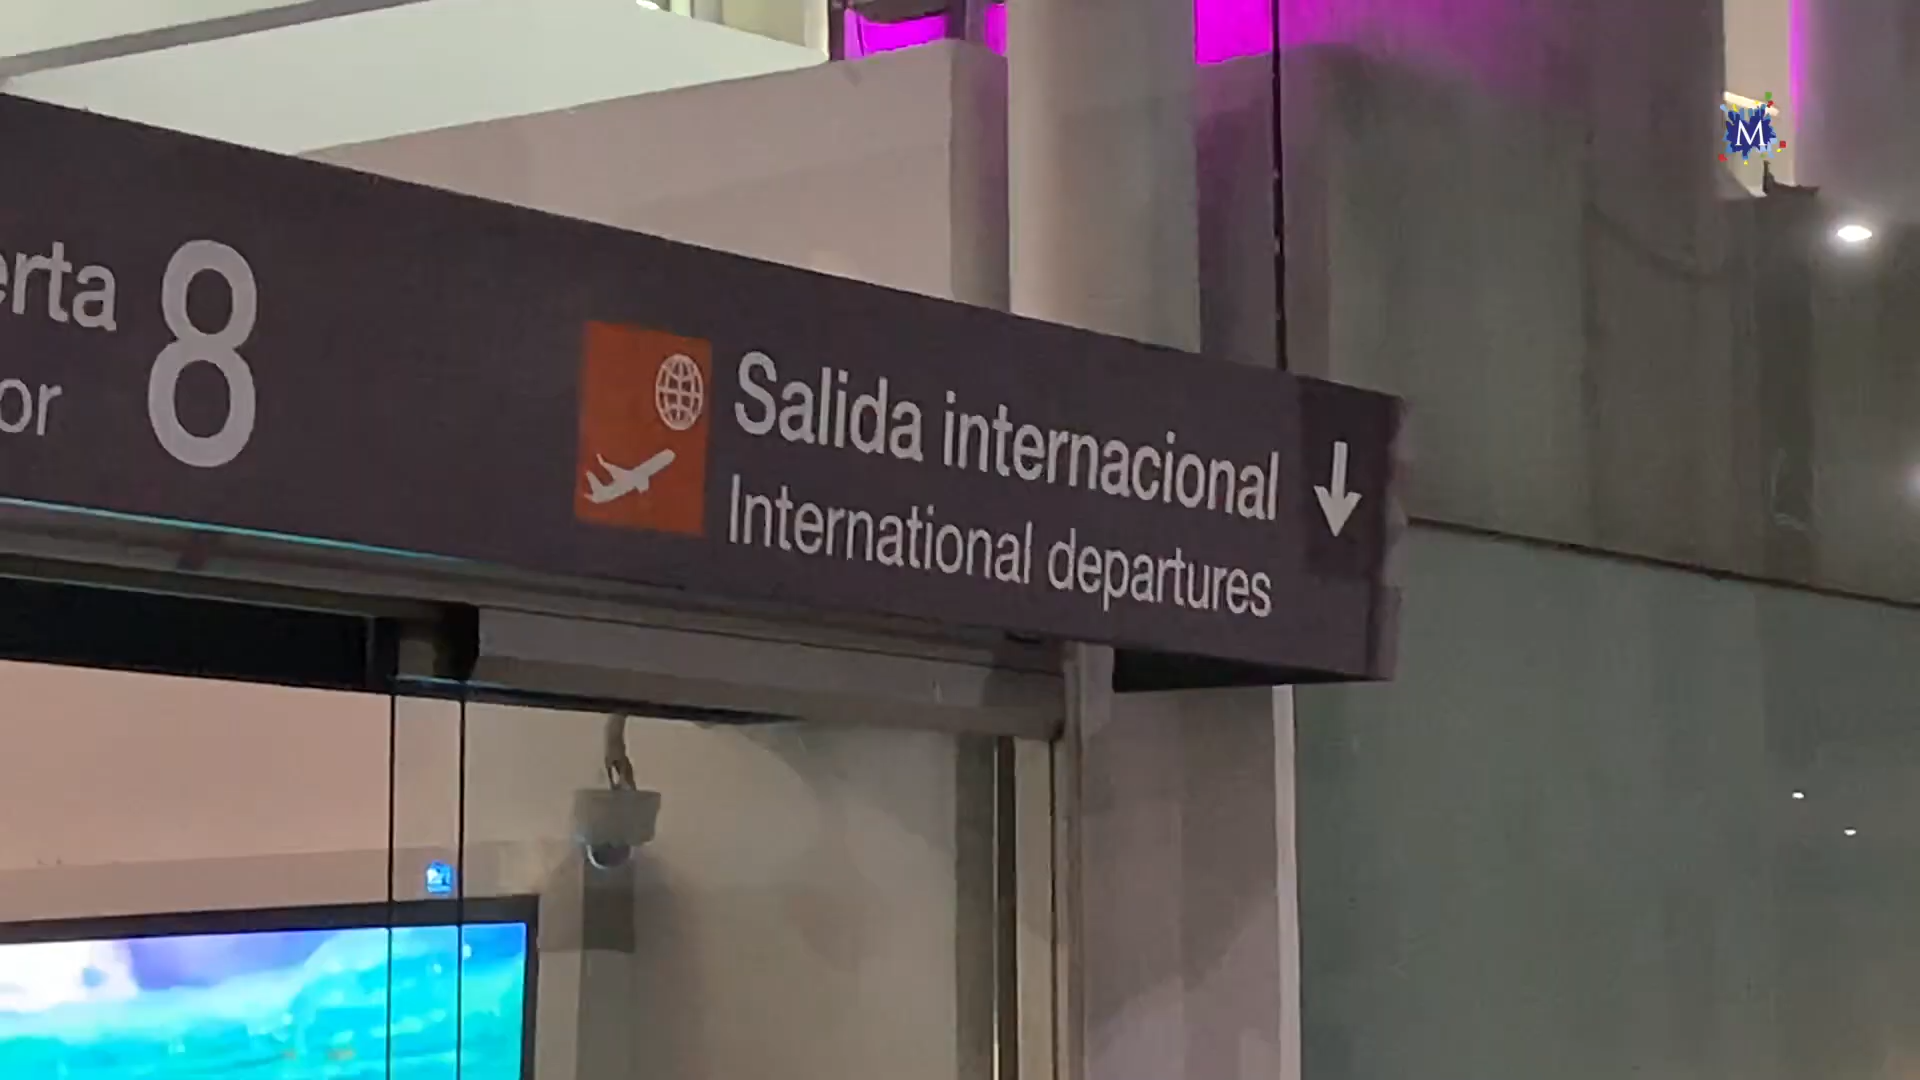 erta 8
or
Salida internacional
International departures
M